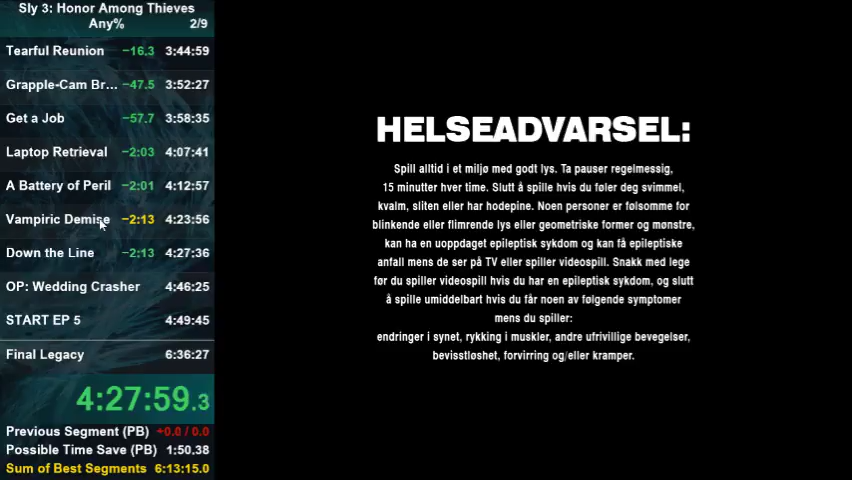 Sly 3: Honor Among Thieves
Any% 2/9
Tearful Reunion −16.3 3:44:59
Grapple-Cam Br... −47.5 3:52:27
Get a Job −57.7 3:58:35
Laptop Retrieval −2:03 4:07:41
A Battery of Peril −2:01 4:12:57
Vampiric Demise −2:13 4:23:56
Down the Line −2:13 4:27:36
OP: Wedding Crasher 4:46:25
START EP 5 4:49:45
Final Legacy 6:36:27
4:27:59.3
Previous Segment (PB) +0.0 / 0.0
Possible Time Save (PB) 1:50.38
Sum of Best Segments 6:13:15.0
HELSEADVARSEL:
Spill alltid i et miljø med godt lys. Ta pauser regelmessig,
15 minutter hver time. Slutt å spille hvis du føler deg svimmel,
kvalm, sliten eller har hodepine. Noen personer er følsomme for
blinkende eller flimrende lys eller geometriske former og mønstre,
kan ha en uoppdaget epileptisk sykdom og kan få epileptiske
anfall mens de ser på TV eller spiller videospill. Snakk med lege
før du spiller videospill hvis du har en epileptisk sykdom, og slutt
å spille umiddelbart hvis du får noen av følgende symptomer
mens du spiller:
endringer i synet, rykking i muskler, andre ufrivillige bevegelser,
bevisstløshet, forvirring og/eller kramper.